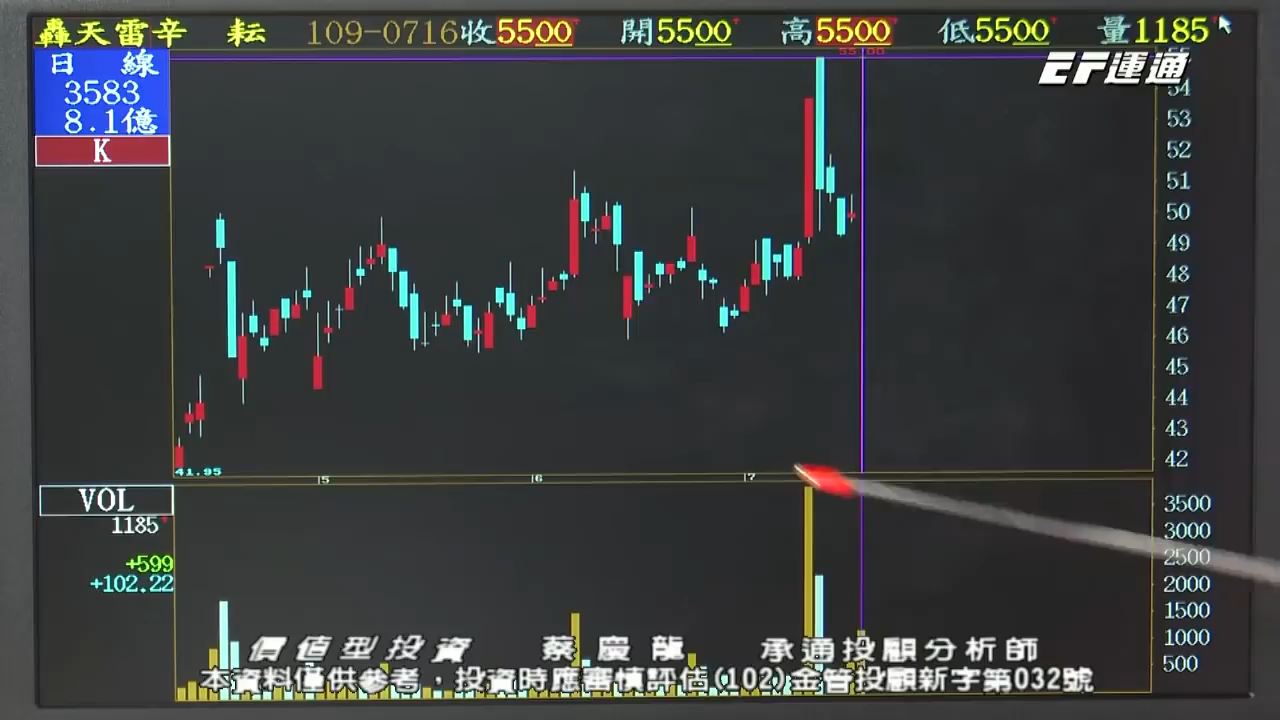 轟天雷辛耘 109-0716 收5500 開5500 高5500 低5500 量1185
5500
EF運通
日線
3583
8.1億
K
54
53
52
51
50
49
48
47
46
45
44
43
42
41.95
5 6 7
VOL
1185
+599
+102.22
3500
3000
2500
2000
1500
1000
500
價值型投資 蔡慶龍 承通投顧分析師
本資料僅供參考，投資時應審慎評估(102)金管投顧新字第032號